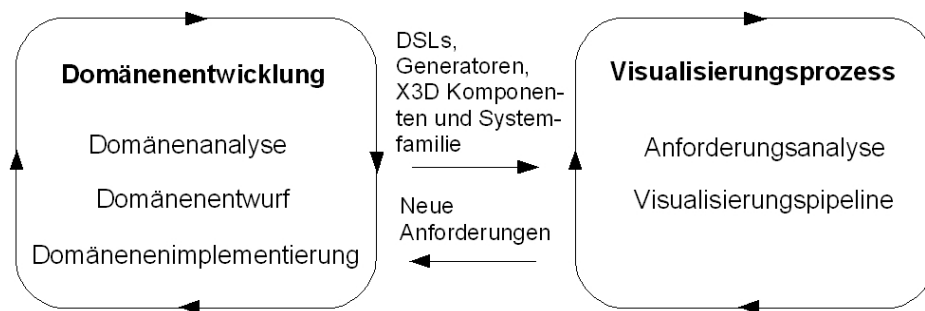 Domänenentwicklung
Domänenanalyse
Domänenentwurf
Domänenenimplementierung
DSLs,
Generatoren,
X3D Komponen-
ten und System-
familie
Neue
Anforderungen
Visualisierungsprozess
Anforderungsanalyse
Visualisierungspipeline